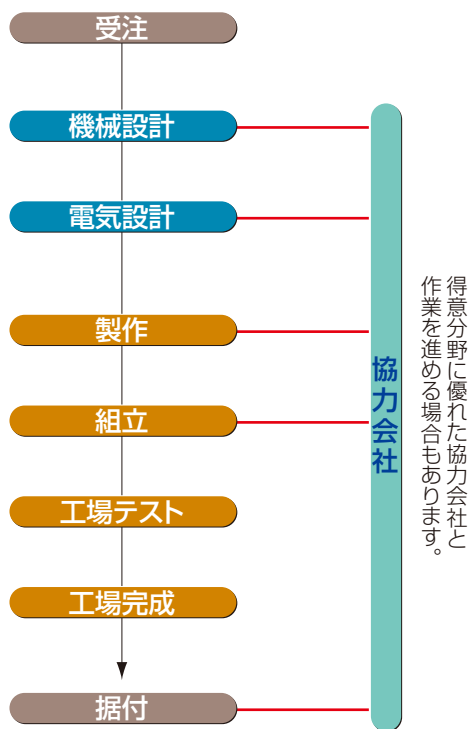 受注
機械設計
電気設計
製作
組立
工場テスト
工場完成
据付
協力会社
得意分野に優れた協力会社と
作業を進める場合もあります。